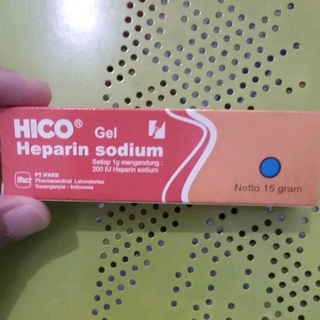 HICO® Gel
Heparin sodium
Setiap 1g mengandung :
200 IU Heparin sodium
ifars
PT IFARS
Pharmaceutical Laboratories
Karanganyar - Indonesia
Netto 15 gram